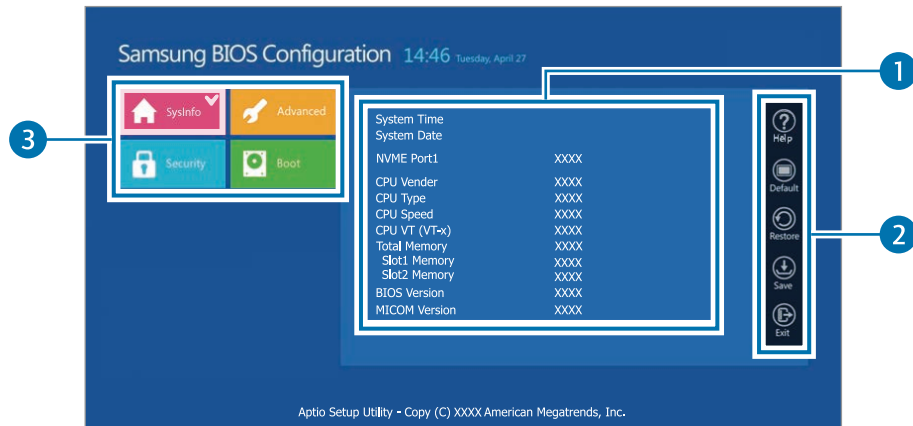 Samsung BIOS Configuration 14:46 Tuesday, April 27
1
3
SysInfo
Advanced
Security
Boot
System Time
System Date
NVME Port1 XXXX
CPU Vender XXXX
CPU Type XXXX
CPU Speed XXXX
CPU VT (VT-x) XXXX
Total Memory XXXX
Slot1 Memory XXXX
Slot2 Memory XXXX
BIOS Version XXXX
MICOM Version XXXX
Help
Default
Restore
Save
Exit
2
Aptio Setup Utility - Copy (C) XXXX American Megatrends, Inc.